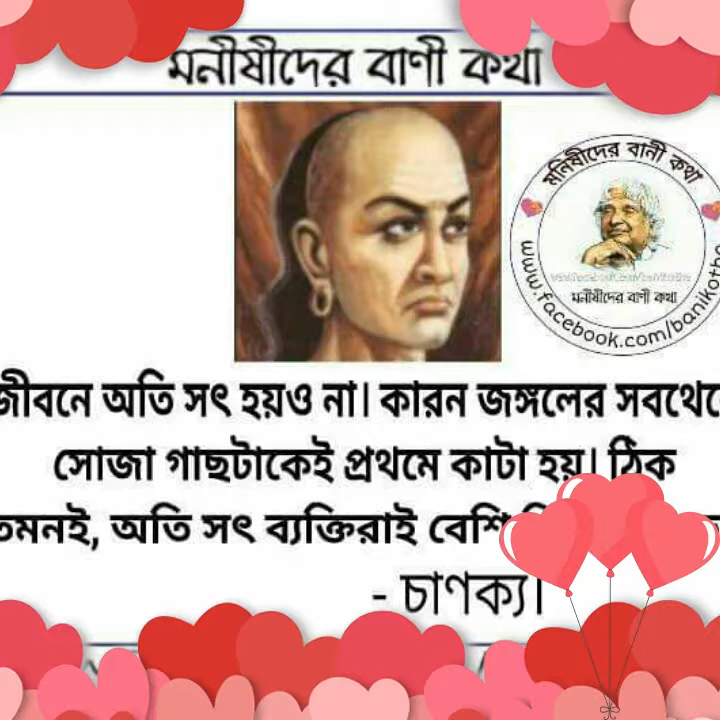 মনীষীদের বাণী কথা
মনিষীদের বানী কথা
মনীষীদের বাণী কথা
www.facebook.com/banikotha
জীবনে অতি সৎ হয়ও না। কারন জঙ্গলের সবথেে
সোজা গাছটাকেই প্রথমে কাটা হয়। ঠিক
তমনই, অতি সৎ ব্যক্তিরাই বেশি
- চাণক্য।